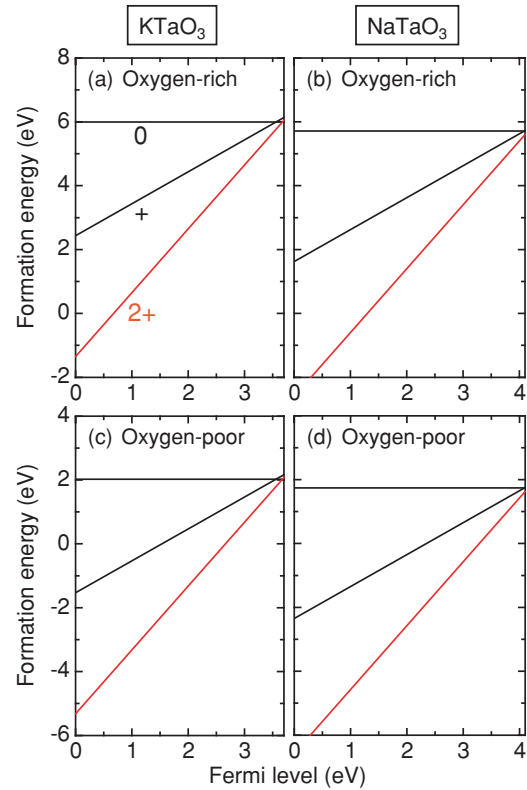 KTaO₃ NaTaO₃
(a) Oxygen-rich (b) Oxygen-rich
Formation energy (eV)
8
6
4
2
0
-2
0
+
2+
0 1 2 3 0 1 2 3 4
(c) Oxygen-poor (d) Oxygen-poor
Formation energy (eV)
4
2
0
-2
-4
-6
0 1 2 3 0 1 2 3 4
Fermi level (eV)